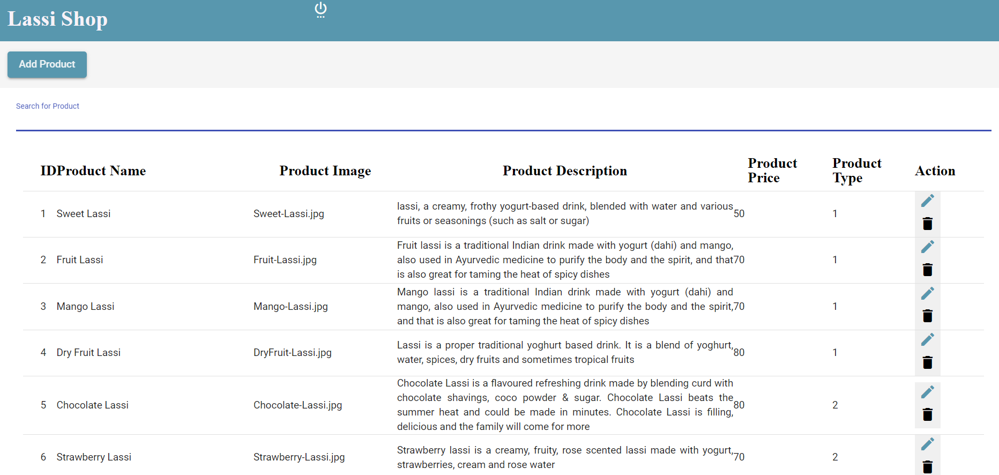 Lassi Shop
Add Product
Search for Product
ID Product Name Product Image Product Description Product Price Product Type Action
1 Sweet Lassi Sweet-Lassi.jpg lassi, a creamy, frothy yogurt-based drink, blended with water and various
fruits or seasonings (such as salt or sugar) 50 1
2 Fruit Lassi Fruit-Lassi.jpg Fruit lassi is a traditional Indian drink made with yogurt (dahi) and mango,
also used in Ayurvedic medicine to purify the body and the spirit, and that
is also great for taming the heat of spicy dishes 70 1
3 Mango Lassi Mango-Lassi.jpg Mango lassi is a traditional Indian drink made with yogurt (dahi) and
mango, also used in Ayurvedic medicine to purify the body and the spirit,
and that is also great for taming the heat of spicy dishes 70 1
4 Dry Fruit Lassi DryFruit-Lassi.jpg Lassi is a proper traditional yoghurt based drink. It is a blend of yoghurt,
water, spices, dry fruits and sometimes tropical fruits 80 1
5 Chocolate Lassi Chocolate-Lassi.jpg Chocolate Lassi is a flavoured refreshing drink made by blending curd with
chocolate shavings, coco powder & sugar. Chocolate Lassi beats the
summer heat and could be made in minutes. Chocolate Lassi is filling,
delicious and the family will come for more 80 2
6 Strawberry Lassi Strawberry-Lassi.jpg Strawberry lassi is a creamy, fruity, rose scented lassi made with yogurt,
strawberries, cream and rose water 70 2